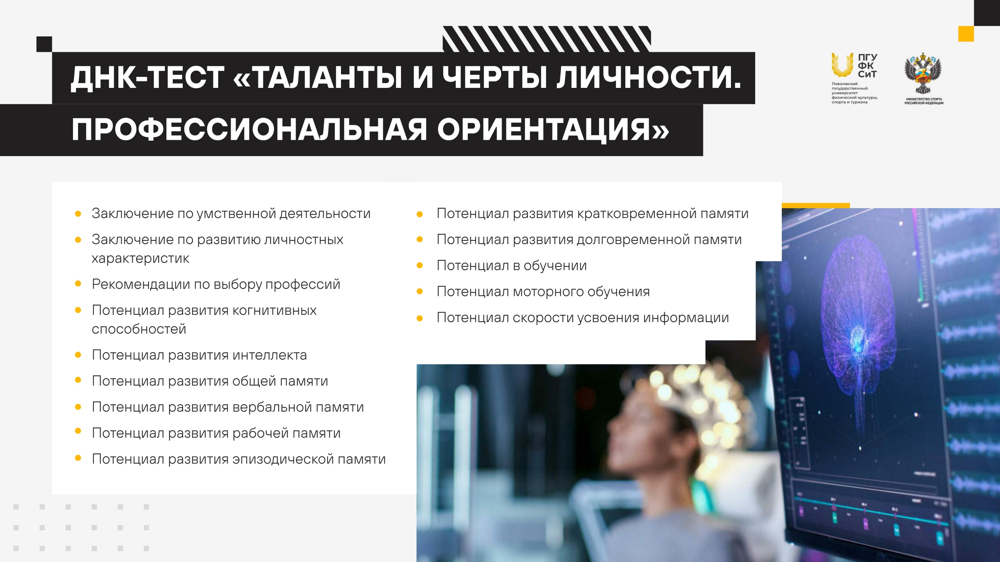 ДНК-ТЕСТ «ТАЛАНТЫ И ЧЕРТЫ ЛИЧНОСТИ.
ПРОФЕССИОНАЛЬНАЯ ОРИЕНТАЦИЯ»
ПГУ
ФК
СиТ
Поволжский
государственный
университет
физической культуры,
спорта и туризма
МИНИСТЕРСТВО СПОРТА
РОССИЙСКОЙ ФЕДЕРАЦИИ
Заключение по умственной деятельности
Заключение по развитию личностных
характеристик
Рекомендации по выбору профессий
Потенциал развития когнитивных
способностей
Потенциал развития интеллекта
Потенциал развития общей памяти
Потенциал развития вербальной памяти
Потенциал развития рабочей памяти
Потенциал развития эпизодической памяти
Потенциал развития кратковременной памяти
Потенциал развития долговременной памяти
Потенциал в обучении
Потенциал моторного обучения
Потенциал скорости усвоения информации